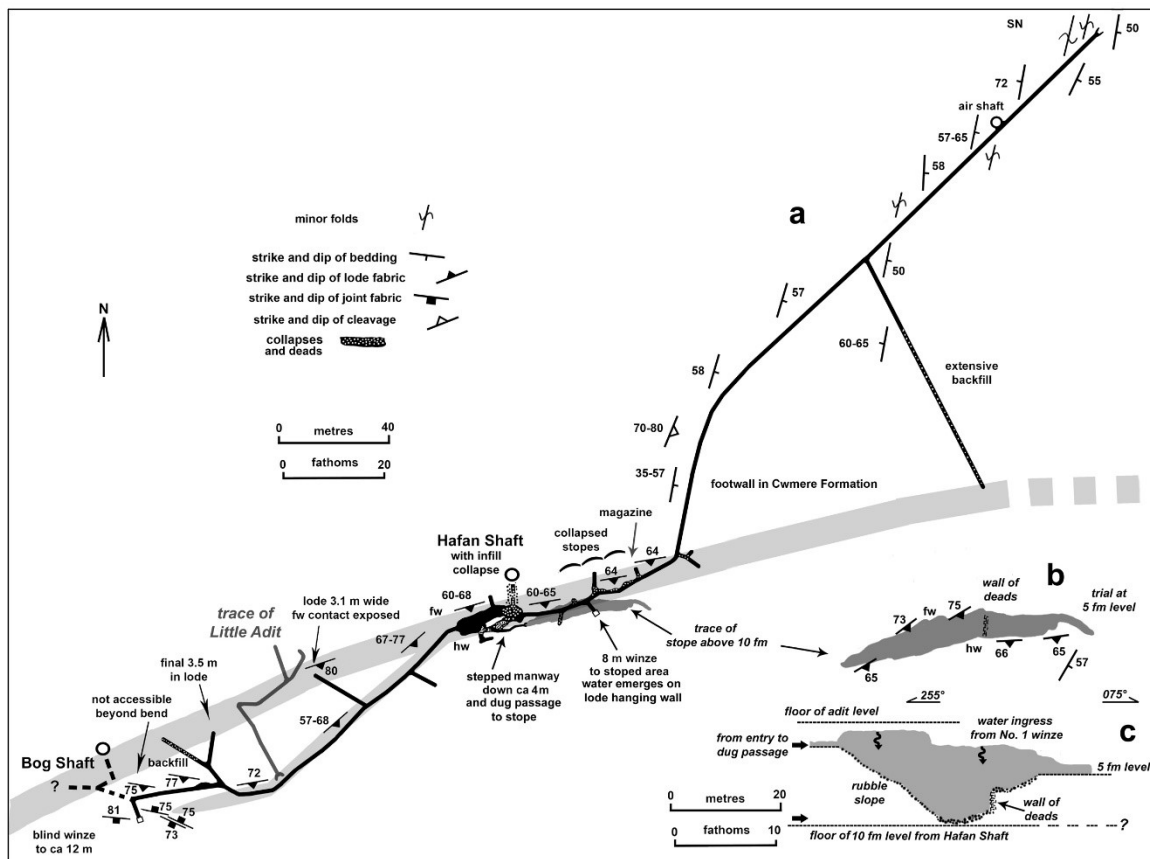 SN
50
72
55
air shaft
57-65
58
a
minor folds
strike and dip of bedding
strike and dip of lode fabric
strike and dip of joint fabric
strike and dip of cleavage
collapses
and deads
N
50
57
60-65
extensive
backfill
58
0 metres 40
0 fathoms 20
70-80
35-57
footwall in Cwmere Formation
magazine
collapsed
stopes
Hafan Shaft
with infill
collapse
64
64
60-68
60-65
fw
hw
trace of
Little Adit
lode 3.1 m wide
fw contact exposed
67-77
80
final 3.5 m
in lode
not accessible
beyond bend
stepped manway
down ca 4 m
and dug passage
to stope
8 m winze
to stoped area
water emerges on
lode hanging wall
trace of
stope above 10 fm
b
wall of
deads
trial at
5 fm level
73
fw
75
hw
66
65
57
65
57-68
Bog Shaft
backfill
?
75
77
72
81
75
75
73
blind winze
to ca 12 m
255°
075°
floor of adit level
water ingress
from No. 1 winze
c
from entry to
dug passage
5 fm level
rubble
slope
0 metres 20
0 fathoms 10
wall of
deads
floor of 10 fm level from Hafan Shaft
?